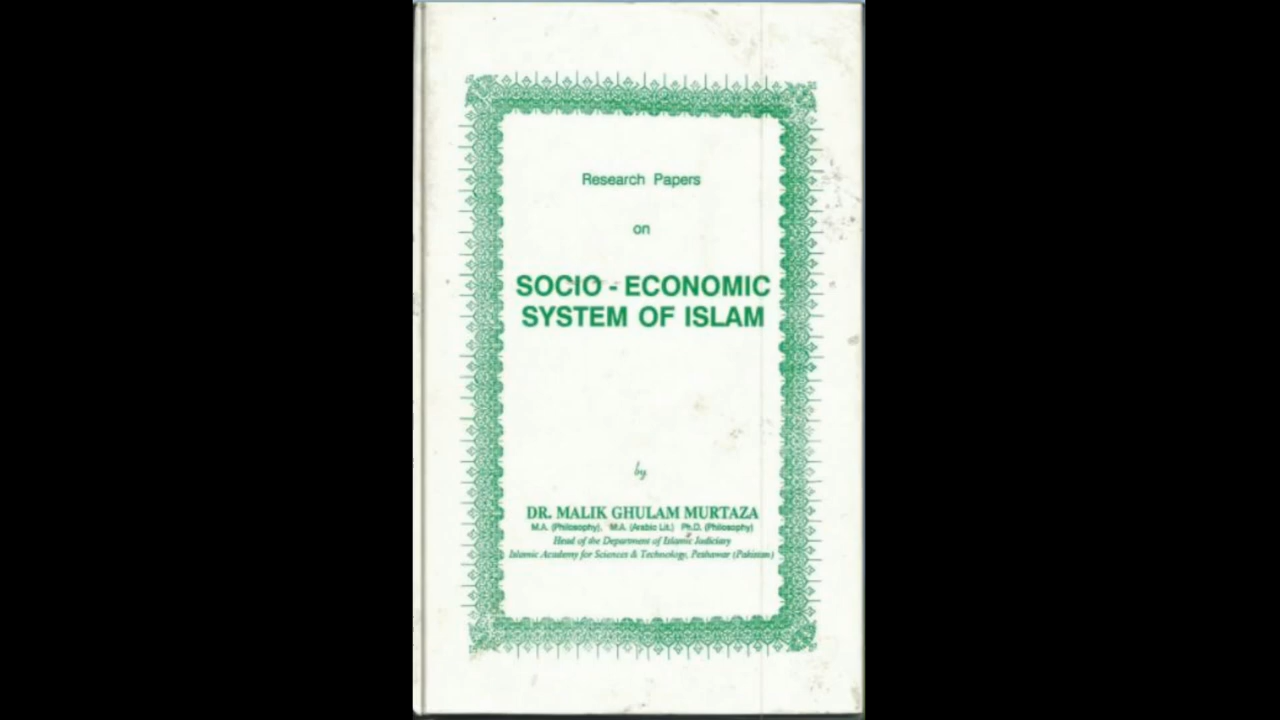 Research Papers
on
SOCIO - ECONOMIC
SYSTEM OF ISLAM
by
DR. MALIK GHULAM MURTAZA
M.A. (Philosophy), M.A. (Arabic Lit.) Ph.D. (Philosophy)
Head of the Department of Islamic Judiciary
Islamic Academy for Sciences & Technology, Peshawar (Pakistan)